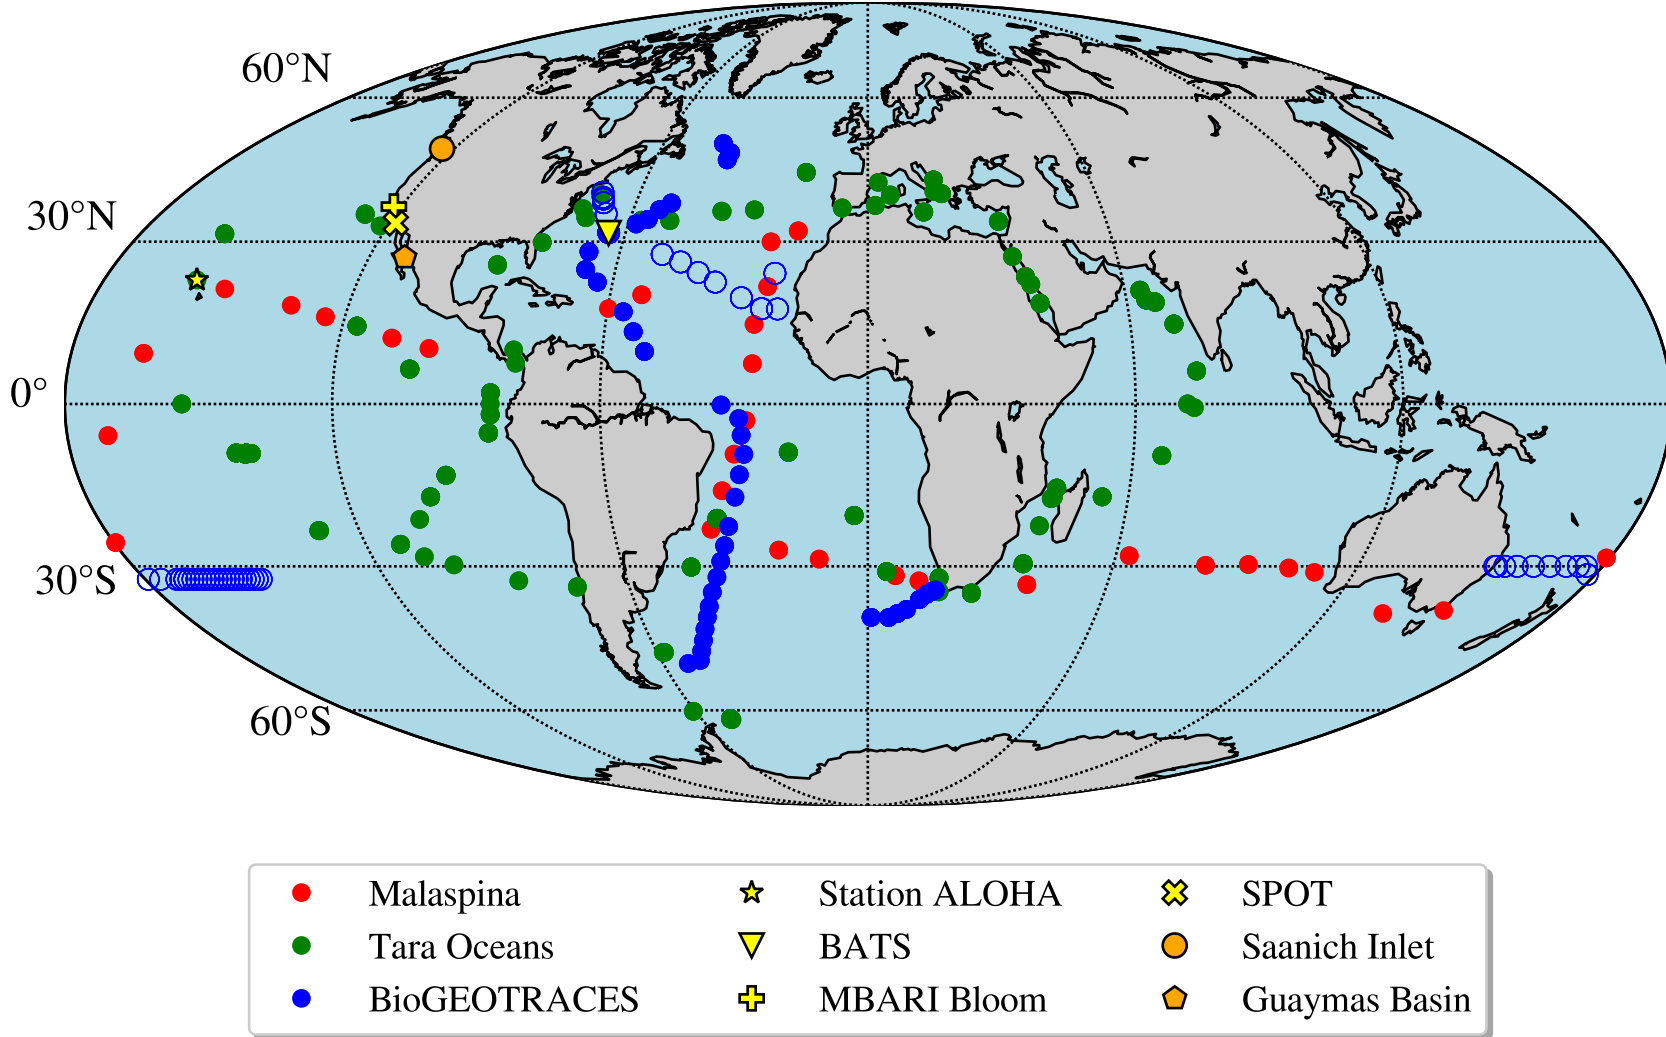 60°N
30°N
0°
30°S
60°S
Malaspina
Station ALOHA
SPOT
Tara Oceans
BATS
Saanich Inlet
BioGEOTRACES
MBARI Bloom
Guaymas Basin